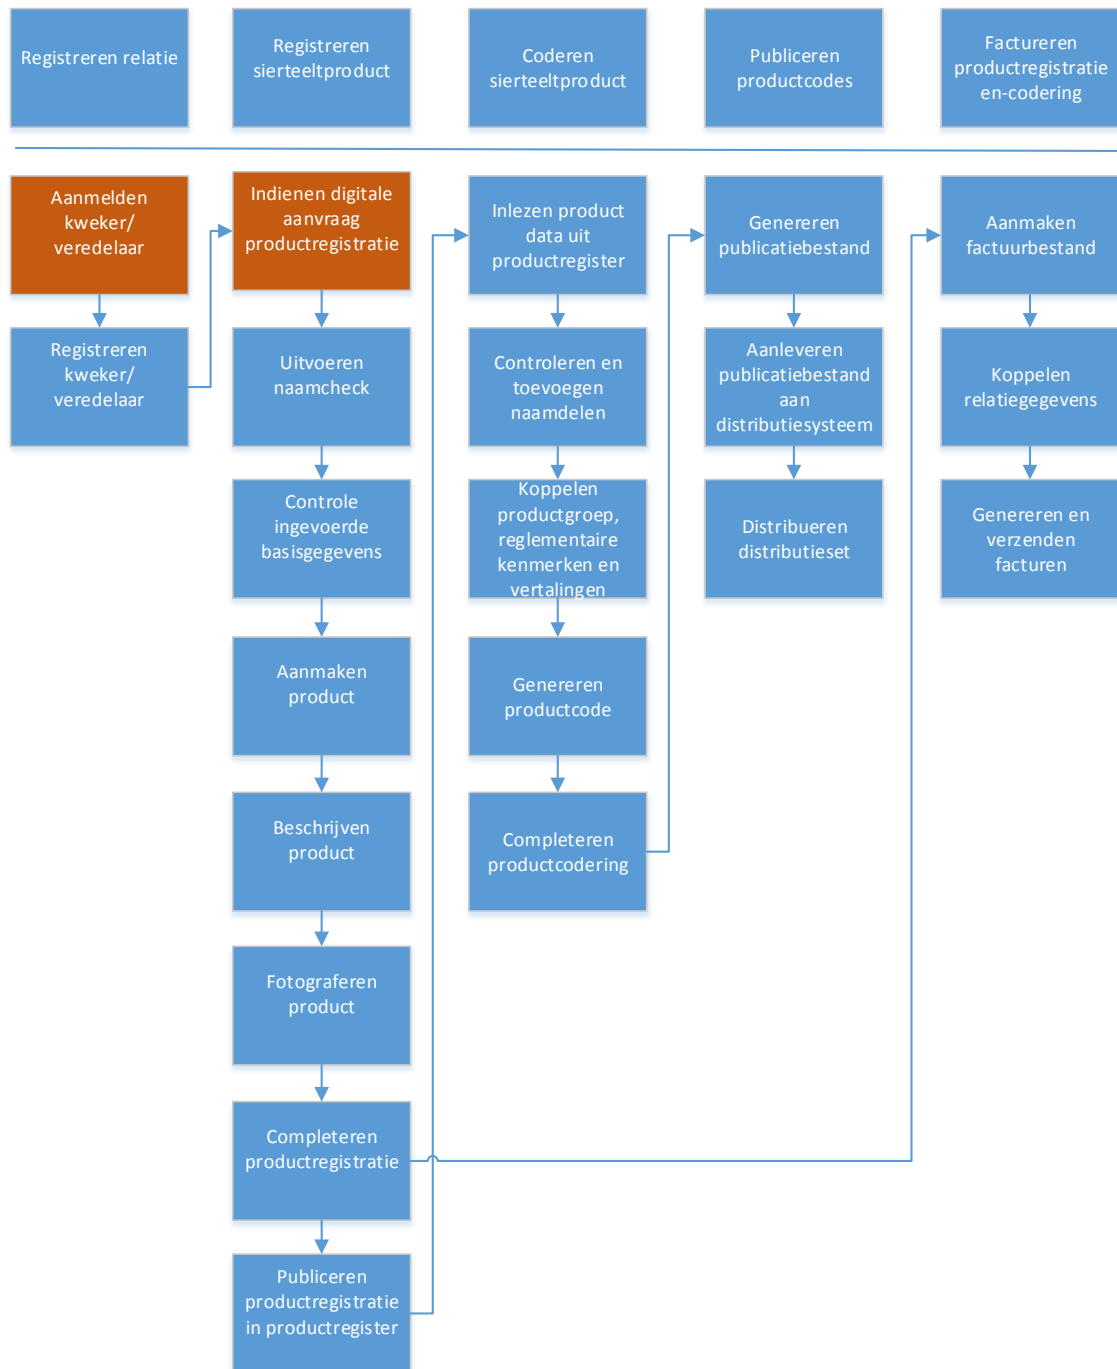 Registreren relatie
Registreren
sierteeltproduct
Coderen
sierteeltproduct
Publiceren
productcodes
Factureren
productregistratie
en-codering
Aanmelden
kweker/
veredelaar
Registreren
kweker/
veredelaar
Indienen digitale
aanvraag
productregistratie
Uitvoeren
naamcheck
Controle
ingevoerde
basisgegevens
Aanmaken
product
Beschrijven
product
Fotograferen
product
Completeren
productregistratie
Publiceren
productregistratie
in productregister
Inlezen product
data uit
productregister
Controleren en
toevoegen
naamdelen
Koppelen
productgroep,
reglementaire
kenmerken en
vertalingen
Genereren
productcode
Completeren
productcodering
Genereren
publicatiebestand
Aanleveren
publicatiebestand
aan
distributiesysteem
Distribueren
distributieset
Aanmaken
factuurbestand
Koppelen
relatiegegevens
Genereren en
verzenden
facturen